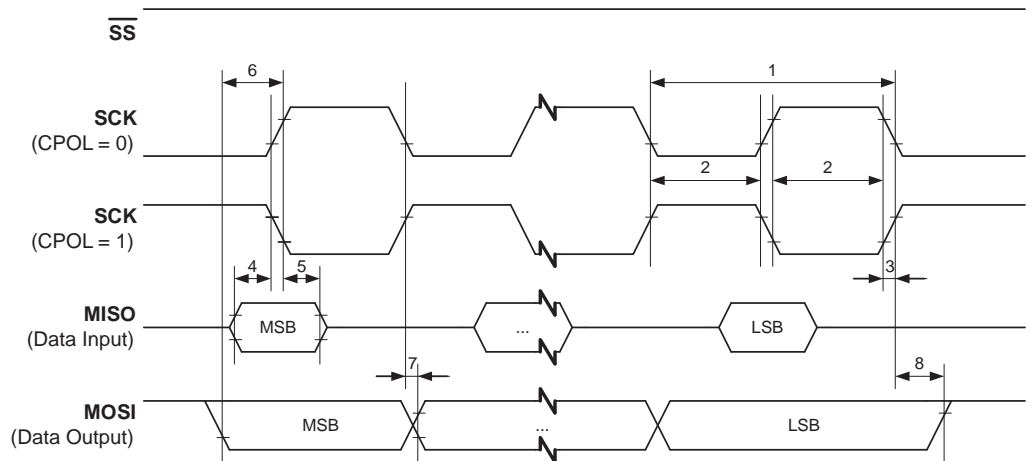 SS
6
1
SCK
(CPOL = 0)
2
2
SCK
(CPOL = 1)
4
5
3
MISO
(Data Input)
MSB
...
LSB
7
8
MOSI
(Data Output)
MSB
...
LSB